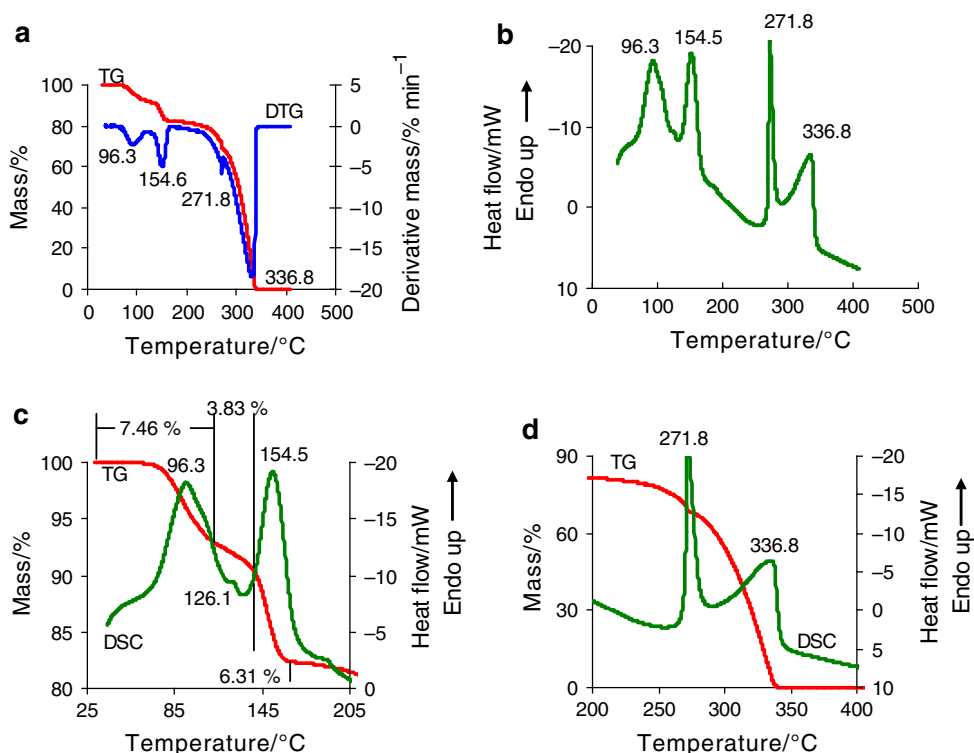 a
TG
DTG
96.3
154.6
271.8
336.8
100
80
60
40
20
0
5
0
−5
−10
−15
−20
0 100 200 300 400 500
Mass/%
Derivative mass/% min−1
Temperature/°C
b
96.3
154.5
271.8
336.8
−20
−10
0
10
0 100 200 300 400 500
Heat flow/mW
Endo up
Temperature/°C
c
3.83 %
7.46 %
96.3
154.5
TG
126.1
DSC
6.31 %
100
95
90
85
80
−20
−15
−10
−5
0
25 85 145 205
Mass/%
Heat flow/mW
Endo up
Temperature/°C
d
271.8
TG
336.8
DSC
90
60
30
0
−20
−15
−10
−5
0
5
10
200 250 300 350 400
Mass/%
Heat flow/mW
Endo up
Temperature/°C